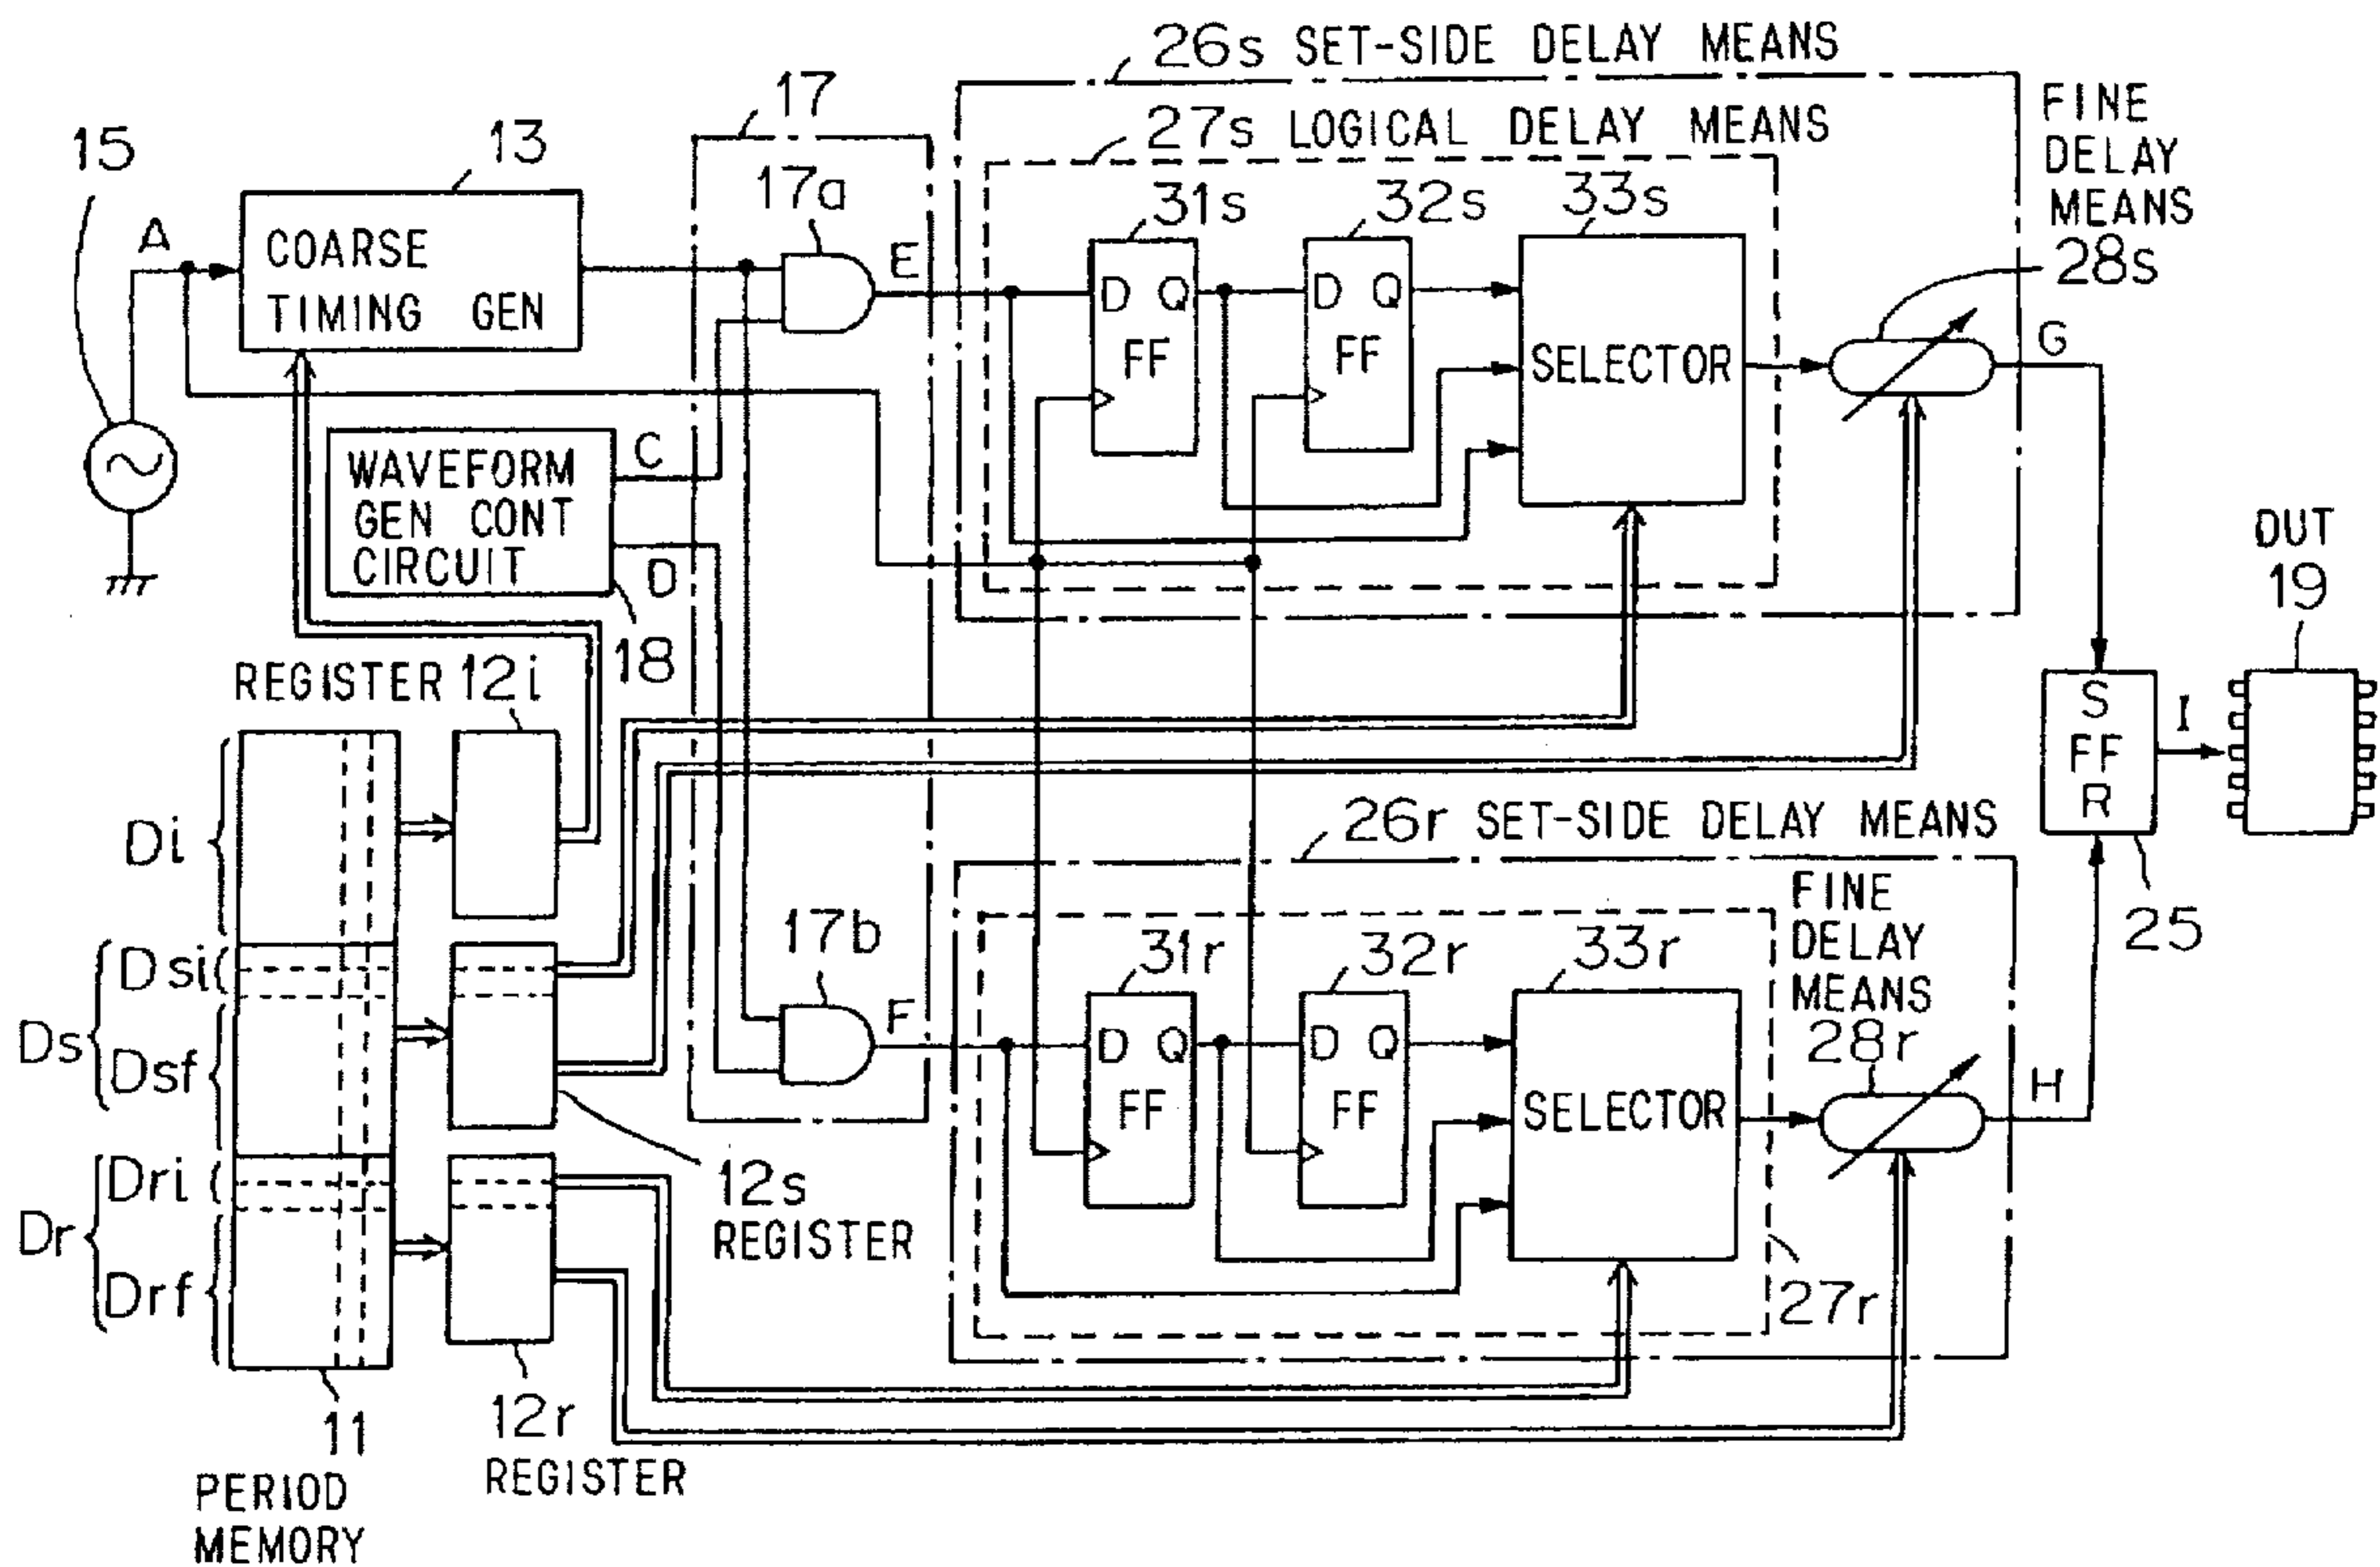 26s SET-SIDE DELAY MEANS
17
27s LOGICAL DELAY MEANS
FINE
DELAY
MEANS
28s
15
13
17a
31s
32s
33s
A
COARSE
TIMING GEN
E
D Q
FF
D Q
FF
SELECTOR
G
WAVEFORM
GEN CONT
CIRCUIT
C
D
18
DUT
19
REGISTER 12i
S
FF
R
I
25
Di
26r SET-SIDE DELAY MEANS
FINE
DELAY
MEANS
28r
17b
31r
32r
33r
Dsi
Ds
Dsf
F
D Q
FF
D Q
FF
SELECTOR
H
Dri
Dr
Drf
12s
REGISTER
27r
11
PERIOD
MEMORY
12r
REGISTER